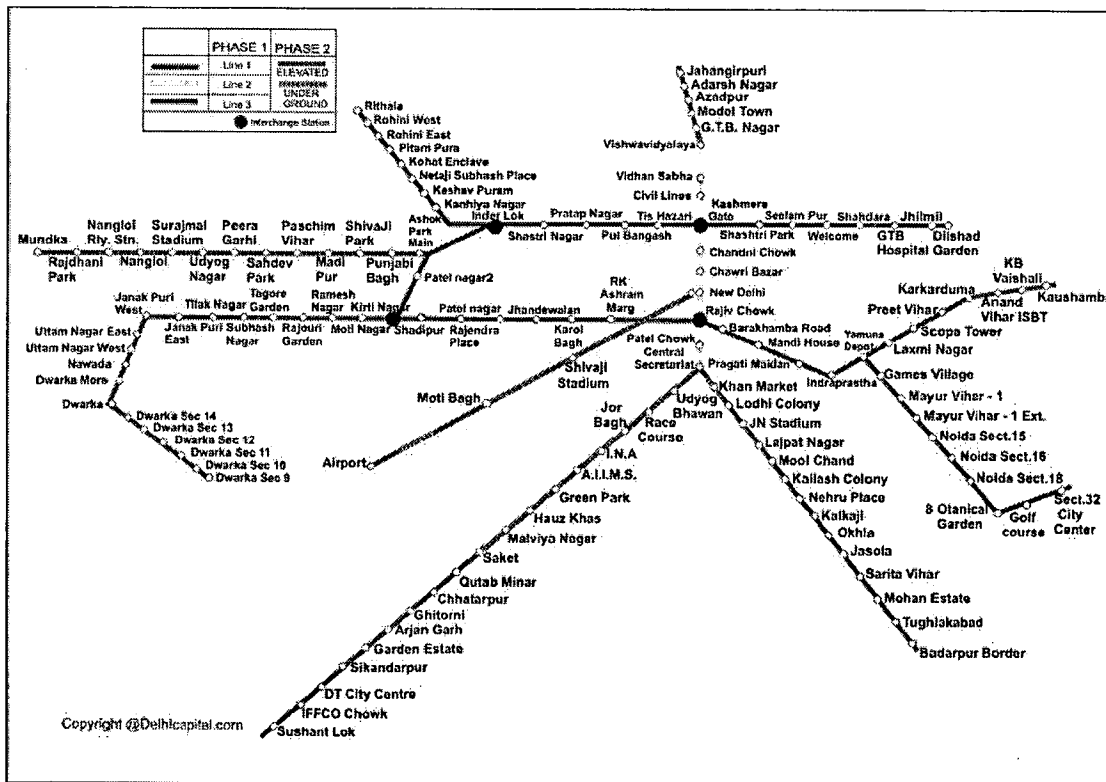 PHASE 1 PHASE 2
Line 1 ELEVATED
Line 2 UNDER
Line 3 GROUND
Interchange Station
Jahangirpuri
Adarsh Nagar
Azadpur
Model Town
G.T.B. Nagar
Vishwavidyalaya
Vidhan Sabha
Civil Lines
Kashmere
Gate
Rithala
Rohini West
Rohini East
Pitam Pura
Kohat Enclave
Netaji Subhash Place
Keshav Puram
Kanhiya Nagar
Inder Lok
Shastri Nagar
Pratap Nagar
Pul Bangash
Tis Hazari
Shashtri Park
Seelam Pur
Welcome
Shahdara
GTB
Hospital
Jhilmil
Dilshad
Garden
Mundka
Rajdhani
Park
Nangloi
Rly. Stn.
Nangloi
Surajmal
Stadium
Udyog
Nagar
Peera
Garhi
Sahdev
Park
Paschim
Vihar
Madi
Pur
ShivaJi
Park
Punjabi
Bagh
Ashok
Park
Main
Patel nagar2
Chandni Chowk
Chawri Bazar
New Delhi
Rajiv Chowk
Patel Chowk
Central
Secretariat
Janak Puri
West
Janak Puri
East
Tilak Nagar
Subhash
Nagar
Tagore
Garden
Rajouri
Garden
Ramesh
Nagar
Moti Nagar
Kirti Nagar
Shadipur
Patel nagar
Rajendra
Place
Jhandewalan
Karol
Bagh
RK
Ashram
Marg
Uttam Nagar East
Uttam Nagar West
Nawada
Dwarka More
Dwarka
Dwarka Sec 14
Dwarka Sec 13
Dwarka Sec 12
Dwarka Sec 11
Dwarka Sec 10
Dwarka Sec 9
Shivaji
Stadium
Moti Bagh
Airport
Barakhamba Road
Mandi House
Pragati Maidan
Indraprastha
Yamuna
Depot
Laxmi Nagar
Scope Tower
Preet Vihar
Karkarduma
Anand
Vihar ISBT
KB
Vaishali
Kaushamba
Games Village
Mayur Vihar - 1
Mayur Vihar - 1 Ext.
Noida Sect.15
Noida Sect.16
Noida Sect.18
8 Otanical
Garden
Golf
course
Sect.32
City
Center
Khan Market
Lodhi Colony
JN Stadium
Lajpat Nagar
Mool Chand
Kailash Colony
Nehru Place
Kalkaji
Okhla
Jasola
Sarita Vihar
Mohan Estate
Tughlakabad
Badarpur Border
Udyog
Bhawan
Race
Course
Jor
Bagh
I.N.A
A.I.I.M.S.
Green Park
Hauz Khas
Malviya Nagar
Saket
Qutab Minar
Chhatarpur
Ghitorni
Arjan Garh
Garden Estate
Sikandarpur
DT City Centre
IFFCO Chowk
Sushant Lok
Copyright @Delhicapital.com